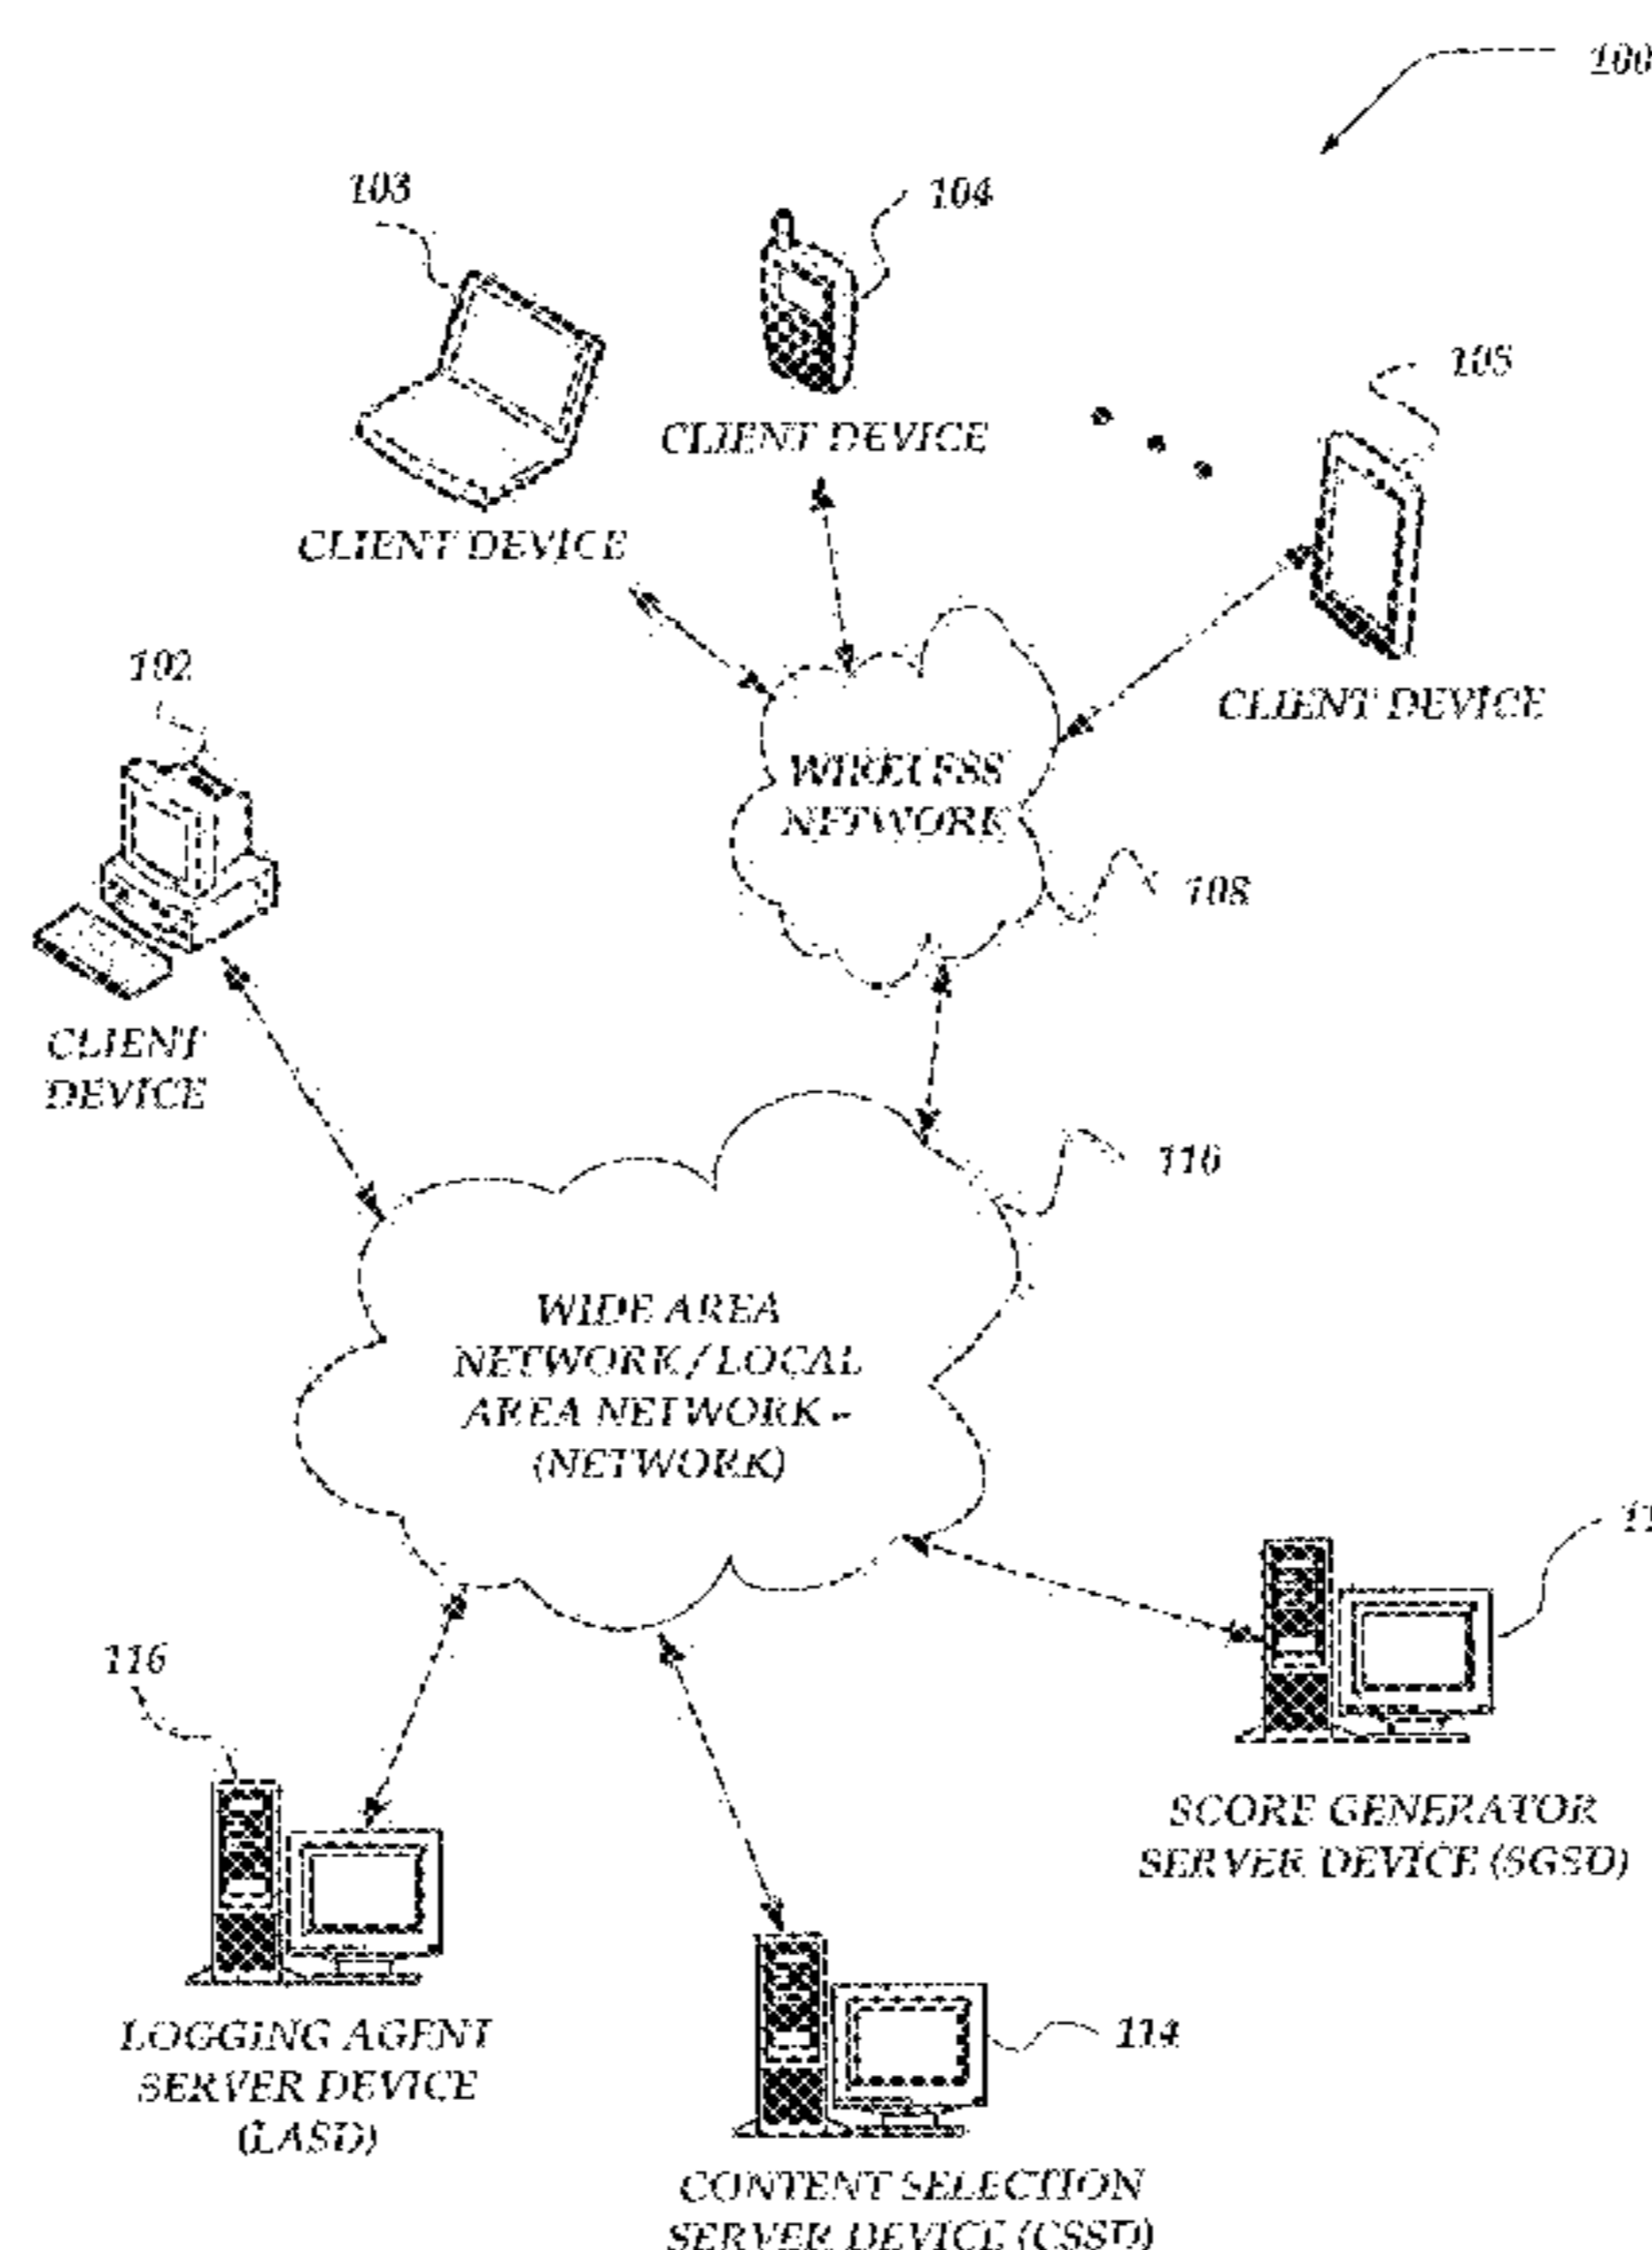 100
103
104
105
CLIENT DEVICE
CLIENT DEVICE
CLIENT DEVICE
102
WIRELESS
NETWORK
108
CLIENT
DEVICE
110
WIDE AREA
NETWORK/LOCAL
AREA NETWORK -
(NETWORK)
116
SCORE GENERATOR
SERVER DEVICE (SGSD)
LOGGING AGENT
SERVER DEVICE
(LASD)
114
CONTENT SELECTION
SERVER DEVICE (CSSD)